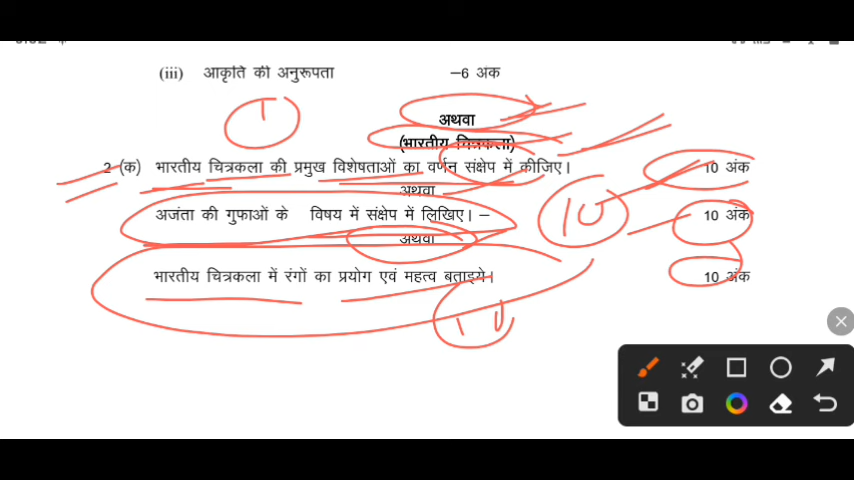 (iii) आकृति की अनुरूपता –6 अंक
अथवा
(भारतीय चित्रकला)
2 (क) भारतीय चित्रकला की प्रमुख विशेषताओं का वर्णन संक्षेप में कीजिए। 10 अंक
अथवा
अजंता की गुफाओं के विषय में संक्षेप में लिखिए। – 10 अंक
10
अथवा
भारतीय चित्रकला में रंगों का प्रयोग एवं महत्व बताइये। 10 अंक